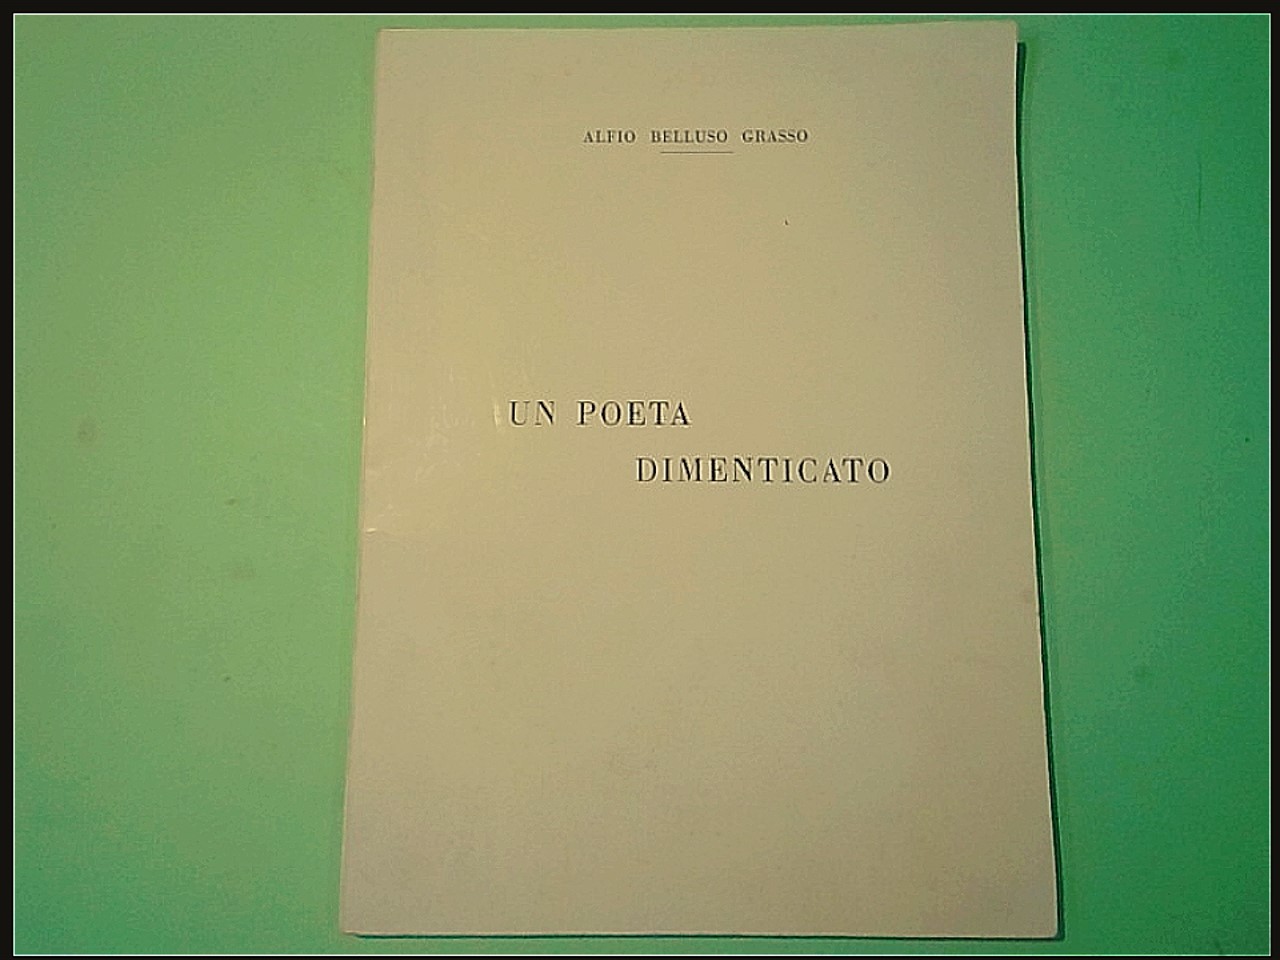 ALFIO BELLUSO GRASSO
UN POETA
DIMENTICATO